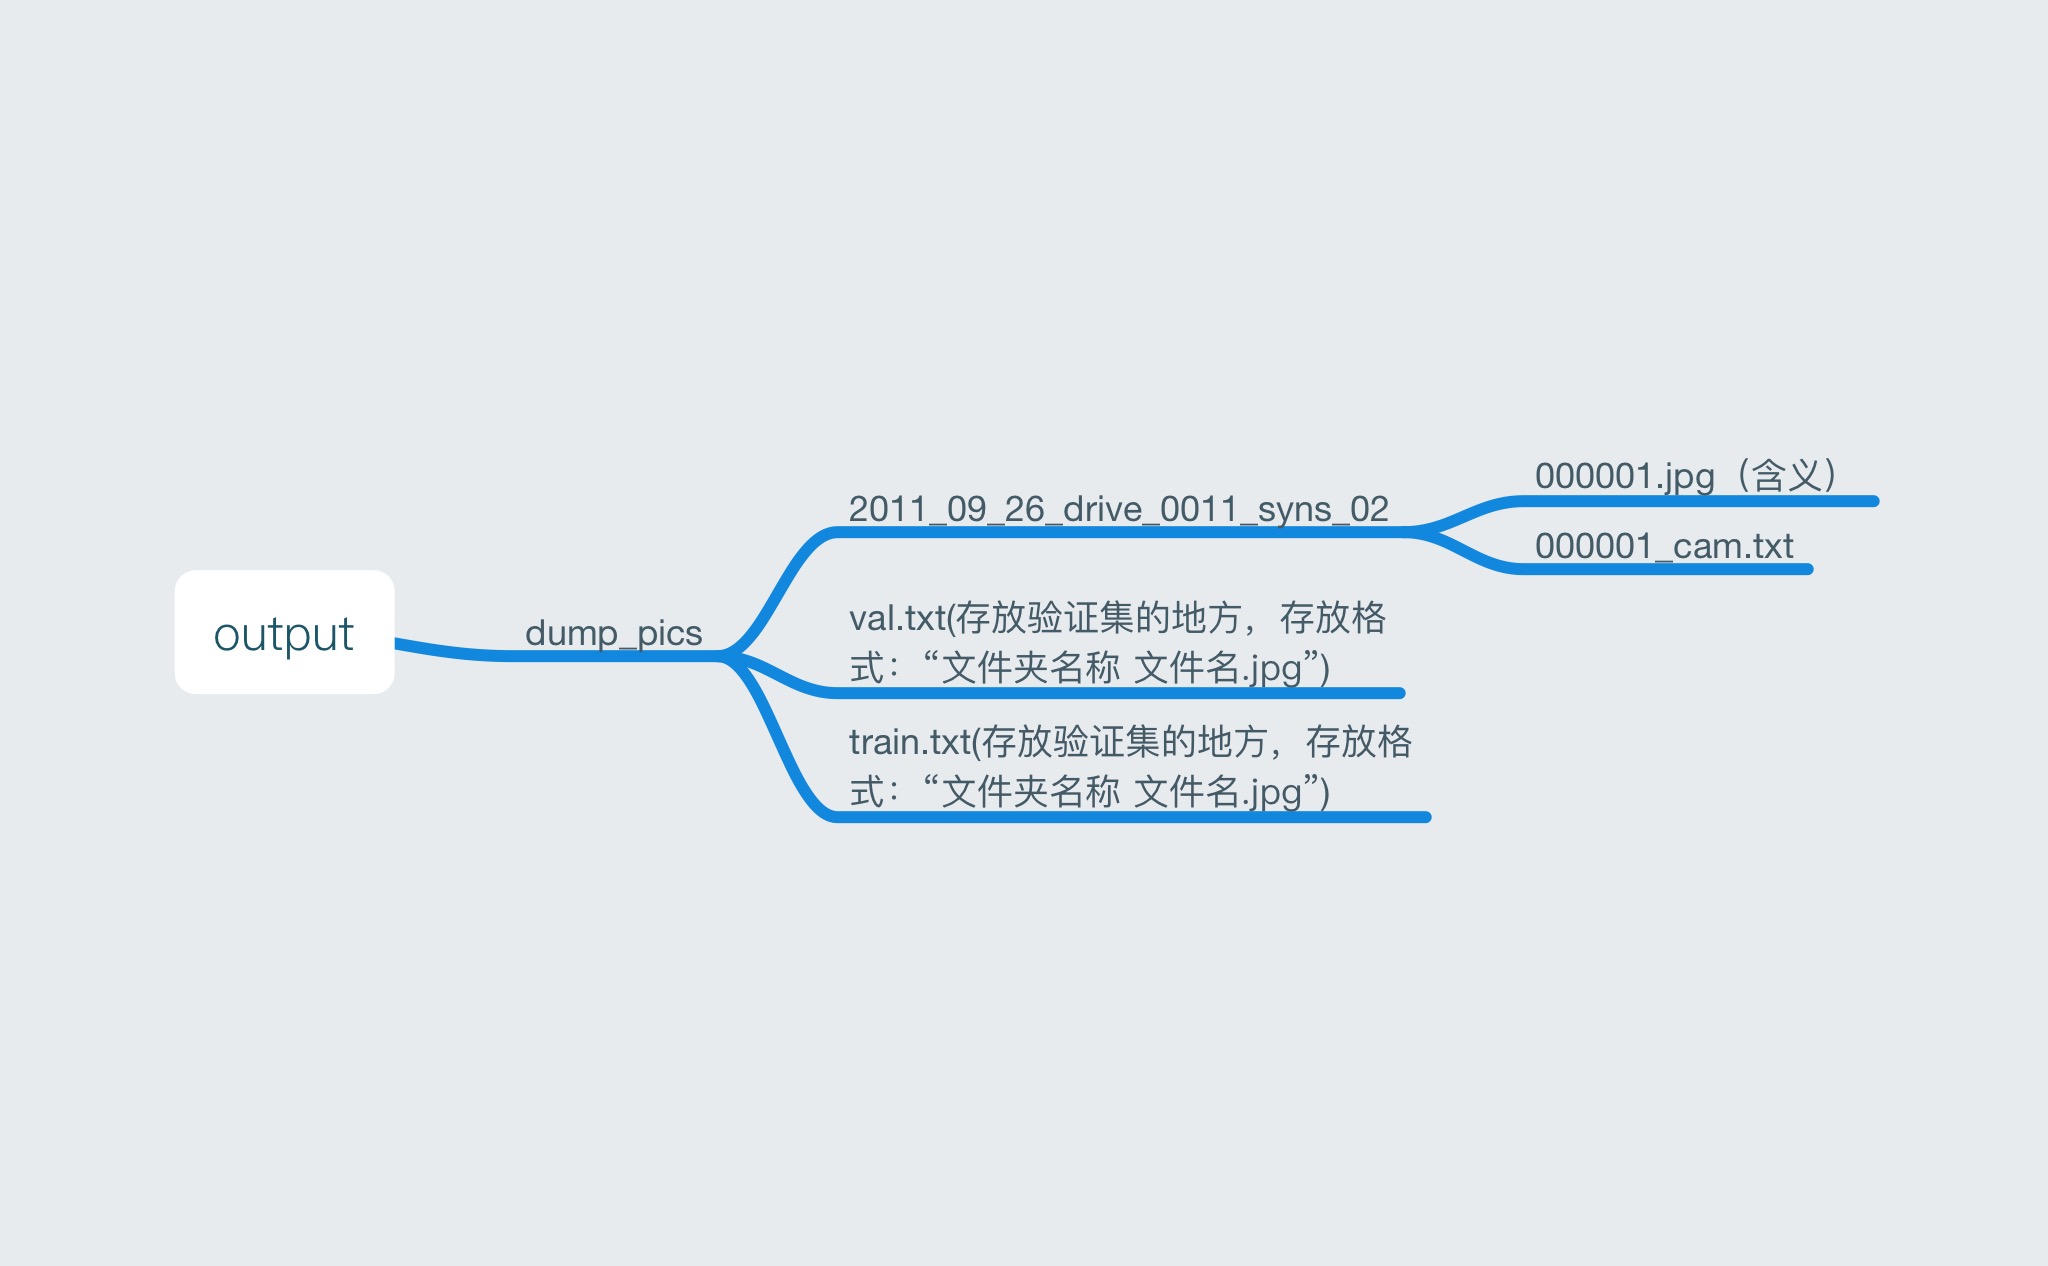 output
dump_pics
2011_09_26_drive_0011_syns_02
000001.jpg（含义）
000001_cam.txt
val.txt(存放验证集的地方，存放格
式：“文件夹名称 文件名.jpg”)
train.txt(存放验证集的地方，存放格
式：“文件夹名称 文件名.jpg”)